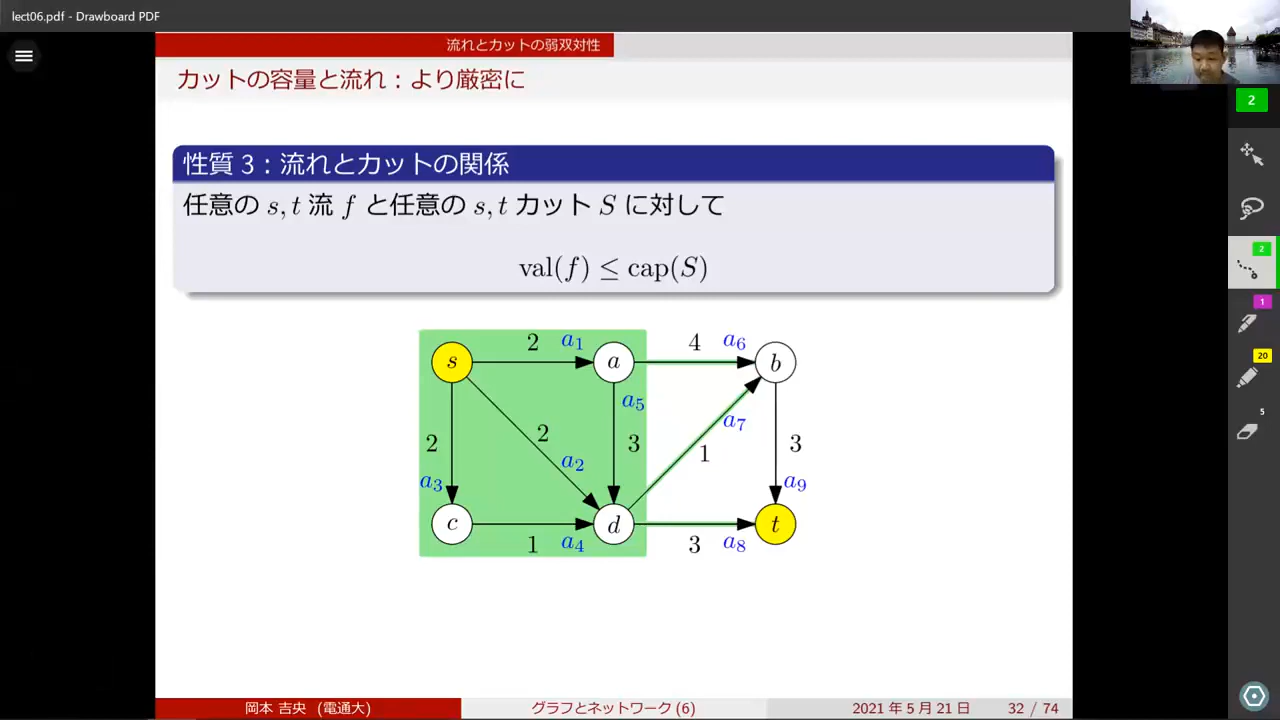 lect06.pdf - Drawboard PDF
流れとカットの弱双対性
カットの容量と流れ：より厳密に
性質 3：流れとカットの関係
任意の s, t 流 f と任意の s, t カット S に対して
val(f) ≤ cap(S)
s 2 a₁ a 4 a₆ b
a₅ a₇
2 2 3 1 3
a₃ a₂ a₉
c 1 a₄ d 3 a₈ t
2
2
1
20
5
岡本 吉央 (電通大) グラフとネットワーク (6) 2021 年 5 月 21 日 32 / 74